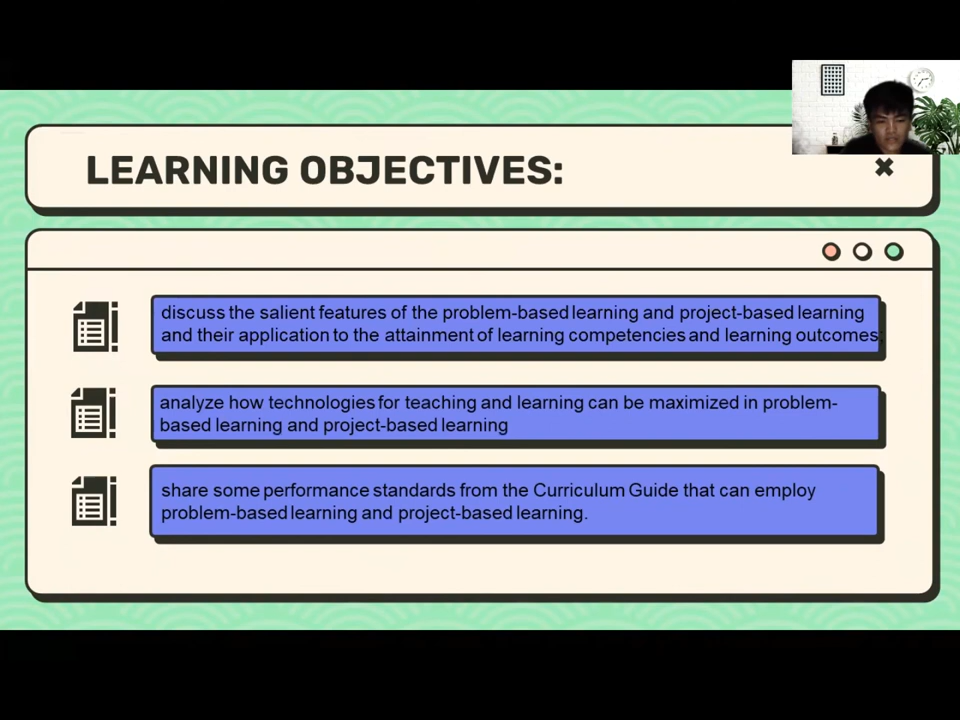 LEARNING OBJECTIVES:
discuss the salient features of the problem-based learning and project-based learning
and their application to the attainment of learning competencies and learning outcomes;
analyze how technologies for teaching and learning can be maximized in problem-
based learning and project-based learning
share some performance standards from the Curriculum Guide that can employ
problem-based learning and project-based learning.